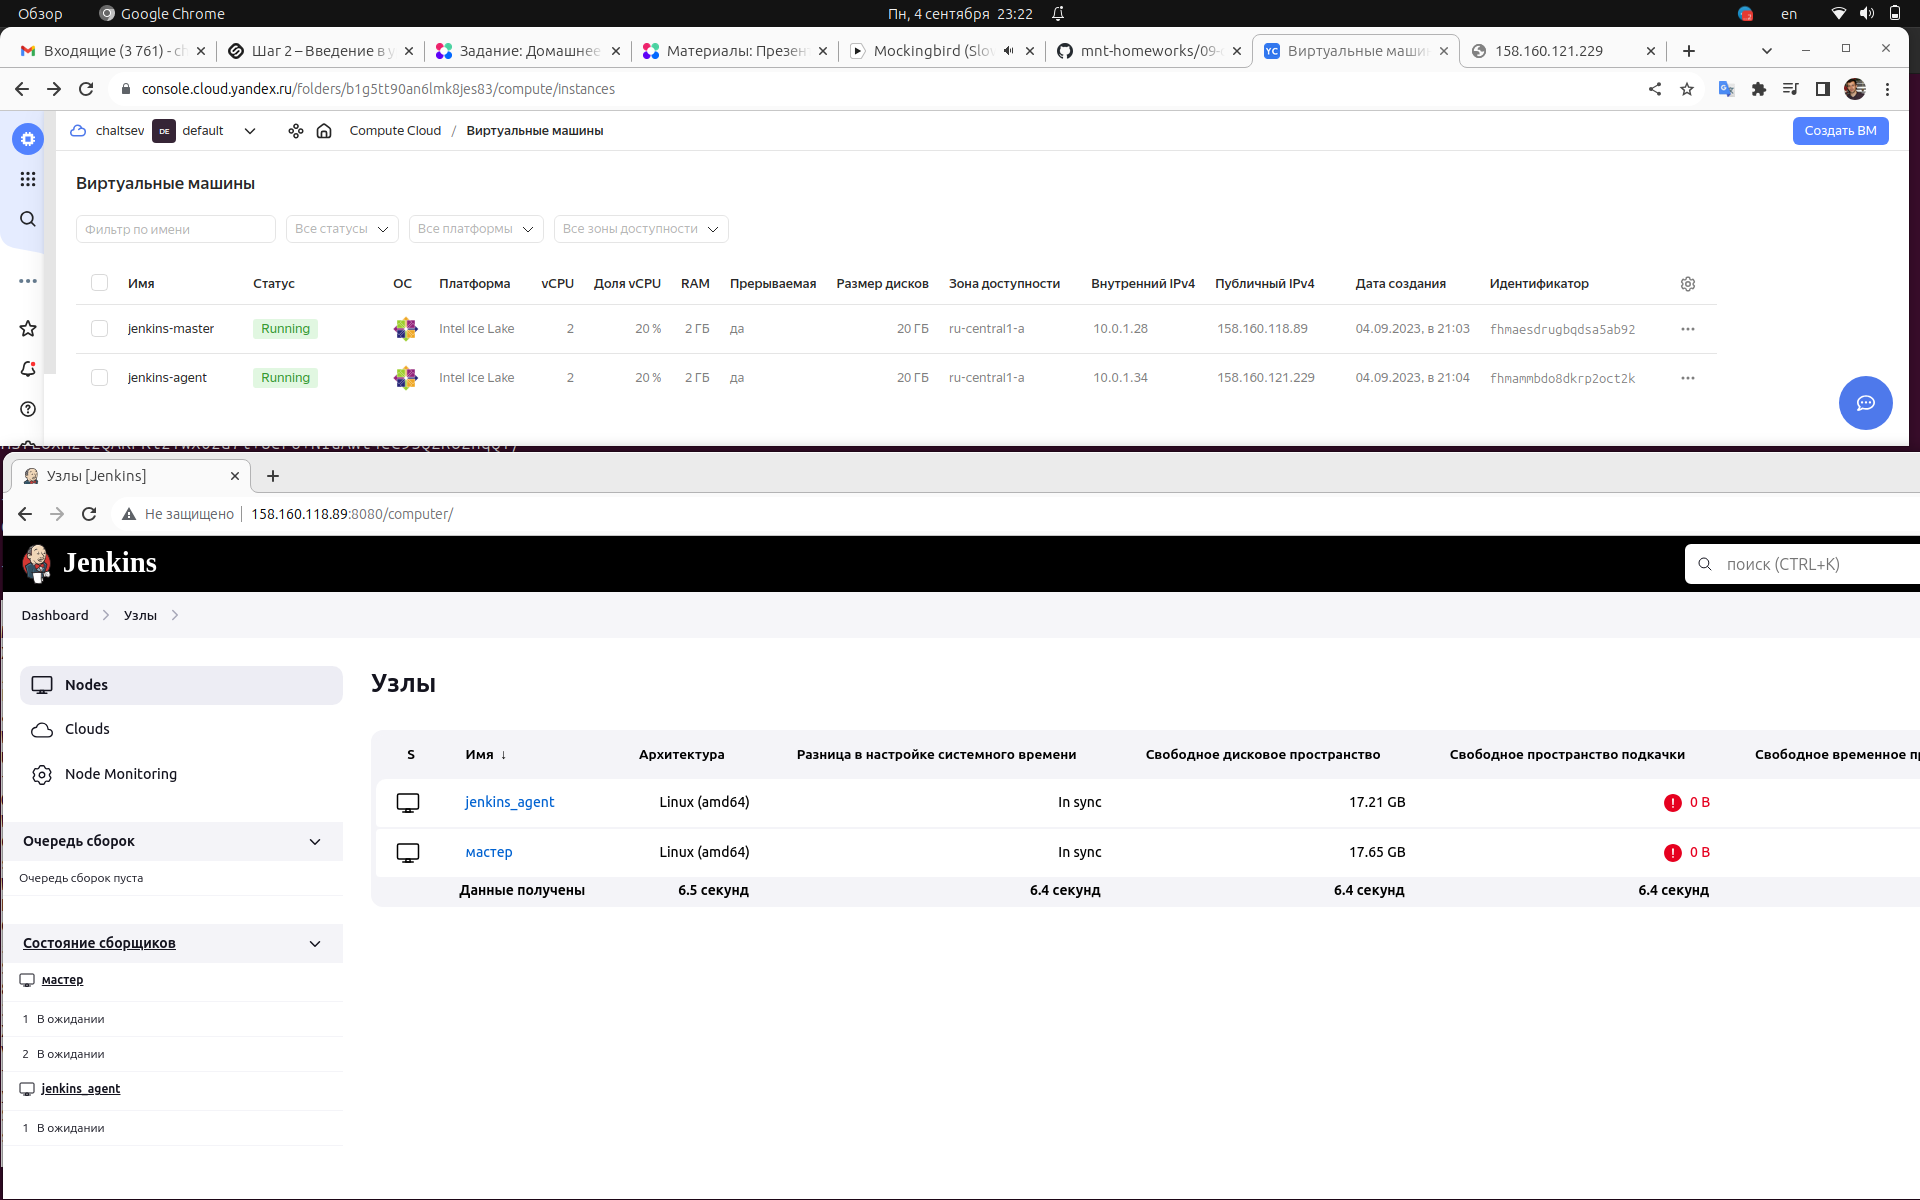 Обзор Google Chrome Пн, 4 сентября 23:22 en
Входящие (3 761) - ch Шаг 2 – Введение в у Задание: Домашнее Материалы: Презен Mockingbird (Slo mnt-homeworks/09- Виртуальные маши 158.160.121.229
console.cloud.yandex.ru/folders/b1g5tt90an6lmk8jes83/compute/instances
chaltsev DE default Compute Cloud / Виртуальные машины Создать ВМ
Виртуальные машины
Фильтр по имени Все статусы Все платформы Все зоны доступности
Имя Статус ОС Платформа vCPU Доля vCPU RAM Прерываемая Размер дисков Зона доступности Внутренний IPv4 Публичный IPv4 Дата создания Идентификатор
jenkins-master Running Intel Ice Lake 2 20 % 2 ГБ да 20 ГБ ru-central1-a 10.0.1.28 158.160.118.89 04.09.2023, в 21:03 fhmaesdrugbqdsa5ab92
jenkins-agent Running Intel Ice Lake 2 20 % 2 ГБ да 20 ГБ ru-central1-a 10.0.1.34 158.160.121.229 04.09.2023, в 21:04 fhmammbdo8dkrp2oct2k
Узлы [Jenkins]
Не защищено 158.160.118.89:8080/computer/
Jenkins поиск (CTRL+K)
Dashboard Узлы
Nodes
Clouds
Node Monitoring
Очередь сборок
Очередь сборок пуста
Состояние сборщиков
мастер
1 В ожидании
2 В ожидании
jenkins_agent
1 В ожидании
Узлы
S Имя ↓ Архитектура Разница в настройке системного времени Свободное дисковое пространство Свободное пространство подкачки Свободное временное пр
jenkins_agent Linux (amd64) In sync 17.21 GB 0 B
мастер Linux (amd64) In sync 17.65 GB 0 B
Данные получены 6.5 секунд 6.4 секунд 6.4 секунд 6.4 секунд